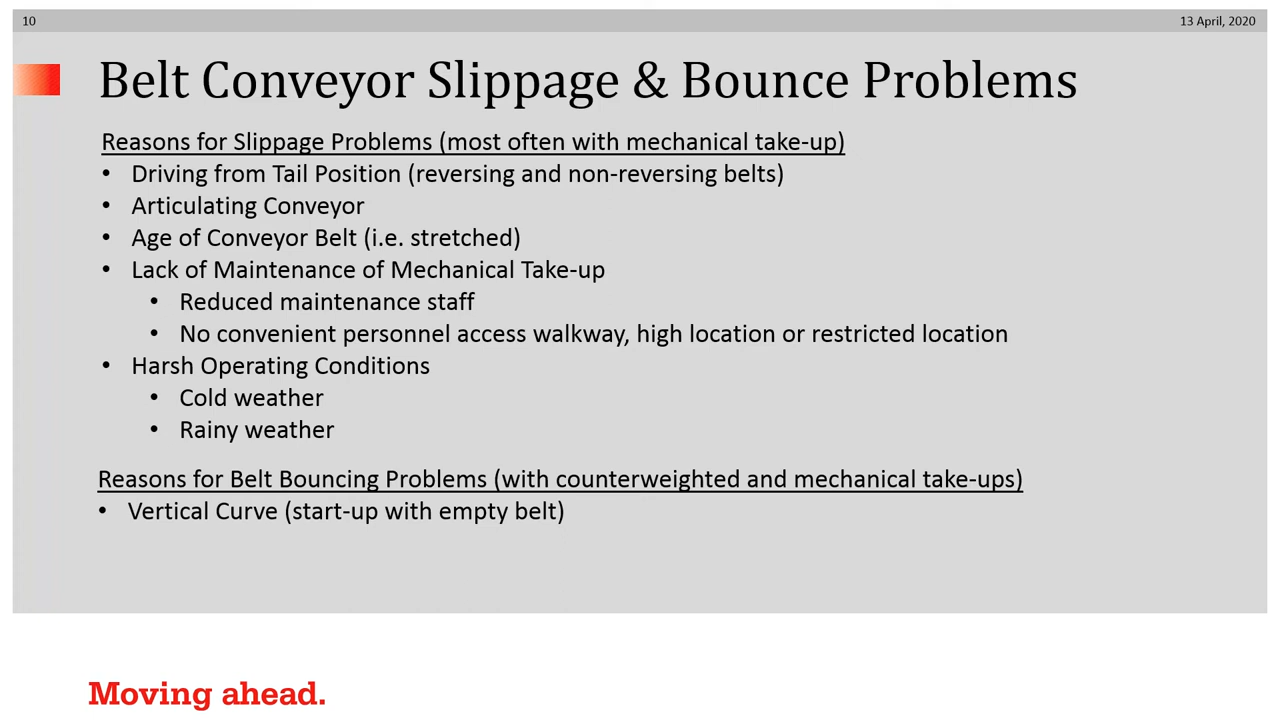 10
13 April, 2020
Belt Conveyor Slippage & Bounce Problems
Reasons for Slippage Problems (most often with mechanical take-up)
• Driving from Tail Position (reversing and non-reversing belts)
• Articulating Conveyor
• Age of Conveyor Belt (i.e. stretched)
• Lack of Maintenance of Mechanical Take-up
• Reduced maintenance staff
• No convenient personnel access walkway, high location or restricted location
• Harsh Operating Conditions
• Cold weather
• Rainy weather
Reasons for Belt Bouncing Problems (with counterweighted and mechanical take-ups)
• Vertical Curve (start-up with empty belt)
Moving ahead.